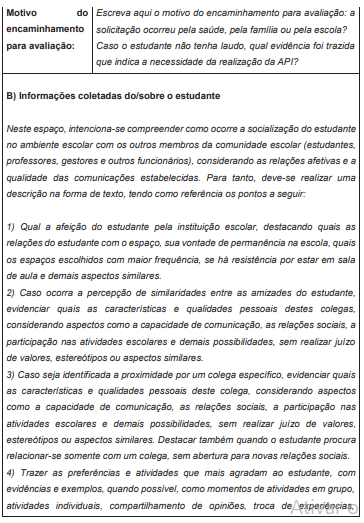 Motivo do encaminhamento para avaliação:
Escreva aqui o motivo do encaminhamento para avaliação: a
solicitação ocorreu pela saúde, pela família ou pela escola?
Caso o estudante não tenha laudo, qual evidência foi trazida
que indica a necessidade da realização da API?
B) Informações coletadas do/sobre o estudante
Neste espaço, intenciona-se compreender como ocorre a socialização do estudante
no ambiente escolar com os outros membros da comunidade escolar (estudantes,
professores, gestores e outros funcionários), considerando as relações afetivas e a
qualidade das comunicações estabelecidas. Para tanto, deve-se realizar uma
descrição na forma de texto, tendo como referência os pontos a seguir:
1) Qual a afeição do estudante pela instituição escolar, destacando quais as
relações do estudante com o espaço, sua vontade de permanência na escola, quais
os espaços escolhidos com maior frequência, se há resistência por estar em sala
de aula e demais aspectos similares.
2) Caso ocorra a percepção de similaridades entre as amizades do estudante,
evidenciar quais as características e qualidades pessoais destes colegas,
considerando aspectos como a capacidade de comunicação, as relações sociais, a
participação nas atividades escolares e demais possibilidades, sem realizar juízo
de valores, estereótipos ou aspectos similares.
3) Caso seja identificada a proximidade por um colega específico, evidenciar quais
as características e qualidades pessoais deste colega, considerando aspectos
como a capacidade de comunicação, as relações sociais, a participação nas
atividades escolares e demais possibilidades, sem realizar juízo de valores,
estereótipos ou aspectos similares. Destacar também quando o estudante procura
relacionar-se somente com um colega, sem abertura para novas relações sociais.
4) Trazer as preferências e atividades que mais agradam ao estudante, com
evidências e exemplos, quando possível, como momentos de atividades em grupo,
atividades individuais, compartilhamento de opiniões, troca de experiências,
Ativar o